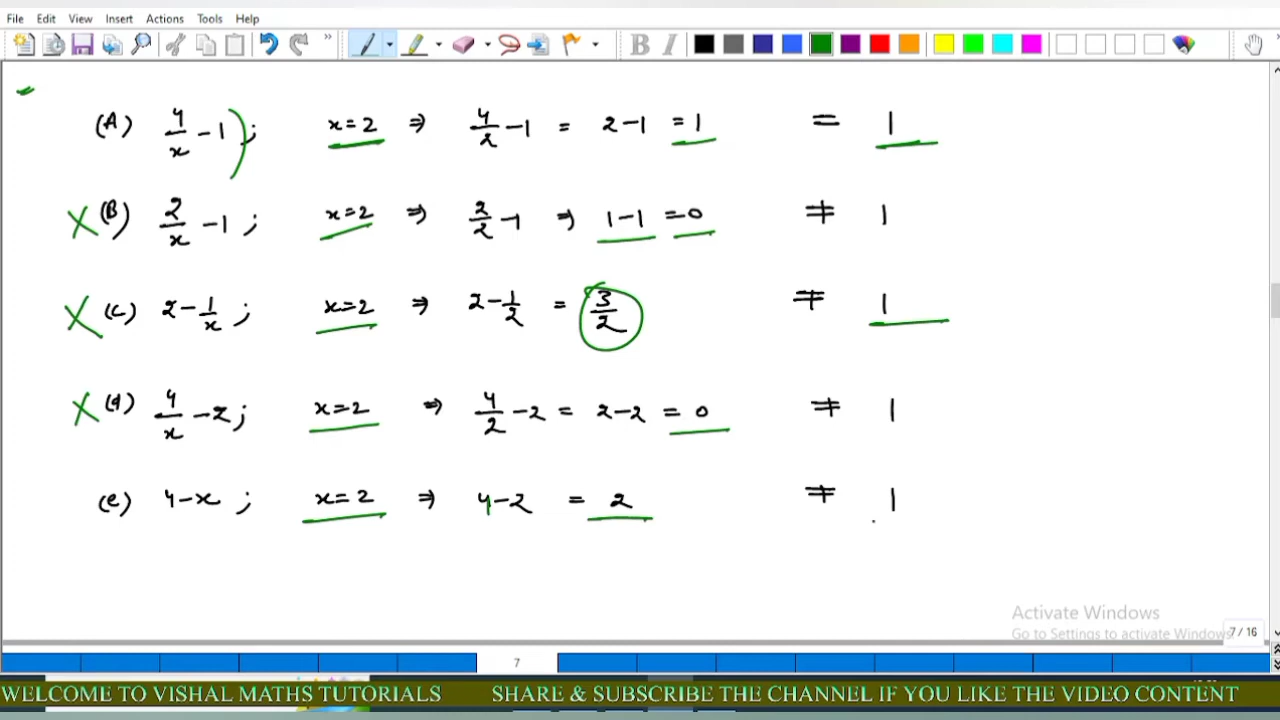 File Edit View Insert Actions Tools Help
(A) 4/x - 1 ; x=2 ⇒ 4/2 - 1 = 2-1 = 1 = 1
X (B) 2/x - 1 ; x=2 ⇒ 2/2 - 1 ⇒ 1-1 = 0 ≠ 1
X (C) 2 - 1/x ; x=2 ⇒ 2 - 1/2 = 3/2 ≠ 1
X (d) 4/x - 2 ; x=2 ⇒ 4/2 - 2 = 2-2 = 0 ≠ 1
(e) 4-x ; x=2 ⇒ 4-2 = 2 ≠ 1
Activate Windows
Go to Settings to activate Windows.
7 / 16
7
WELCOME TO VISHAL MATHS TUTORIALS SHARE & SUBSCRIBE THE CHANNEL IF YOU LIKE THE VIDEO CONTENT